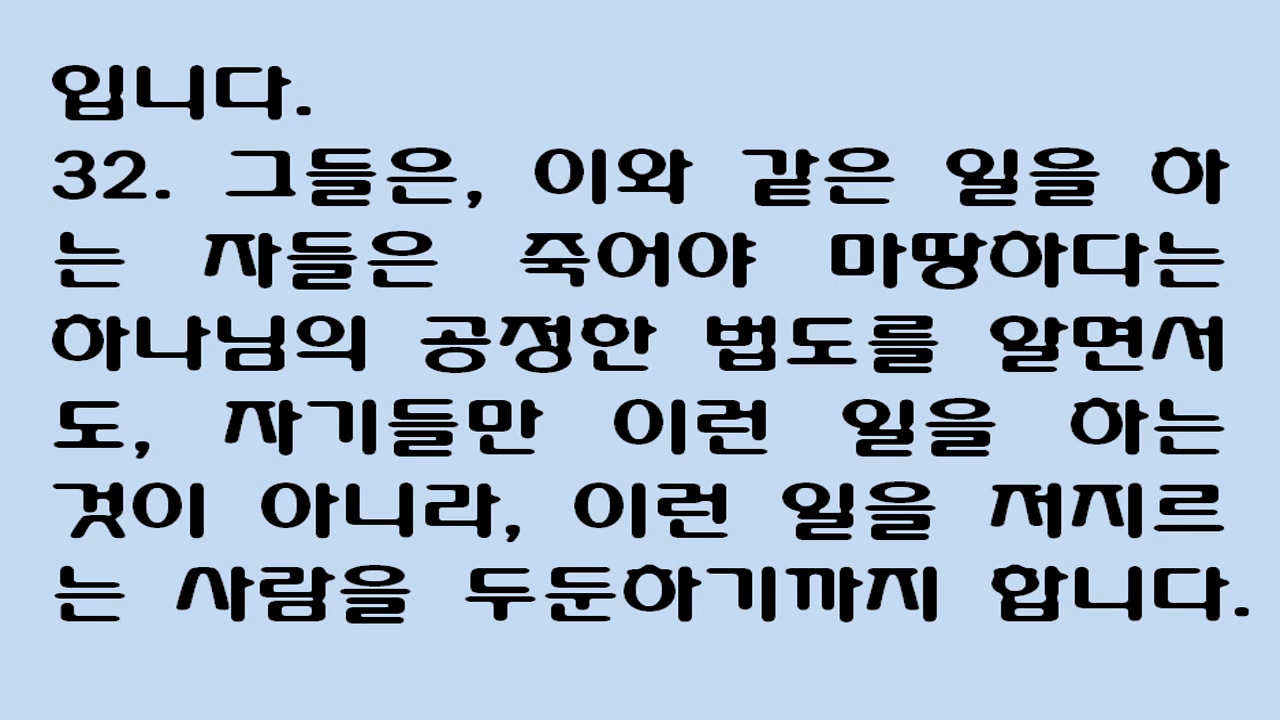 입니다.
32. 그들은, 이와 같은 일을 하
는 자들은 죽어야 마땅하다는
하나님의 공정한 법도를 알면서
도, 자기들만 이런 일을 하는
것이 아니라, 이런 일을 저지르
는 사람을 두둔하기까지 합니다.